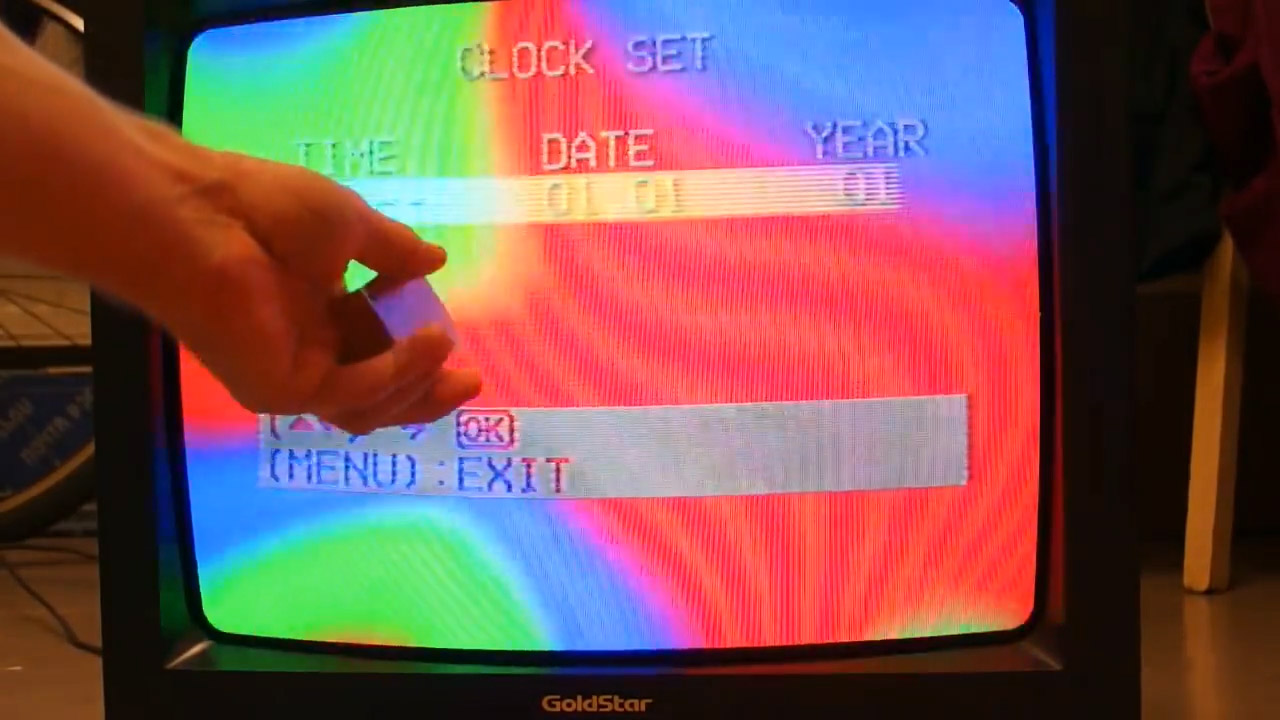 CLOCK SET
TIME DATE YEAR
01 01 01
OK
(MENU) :EXIT
GoldStar